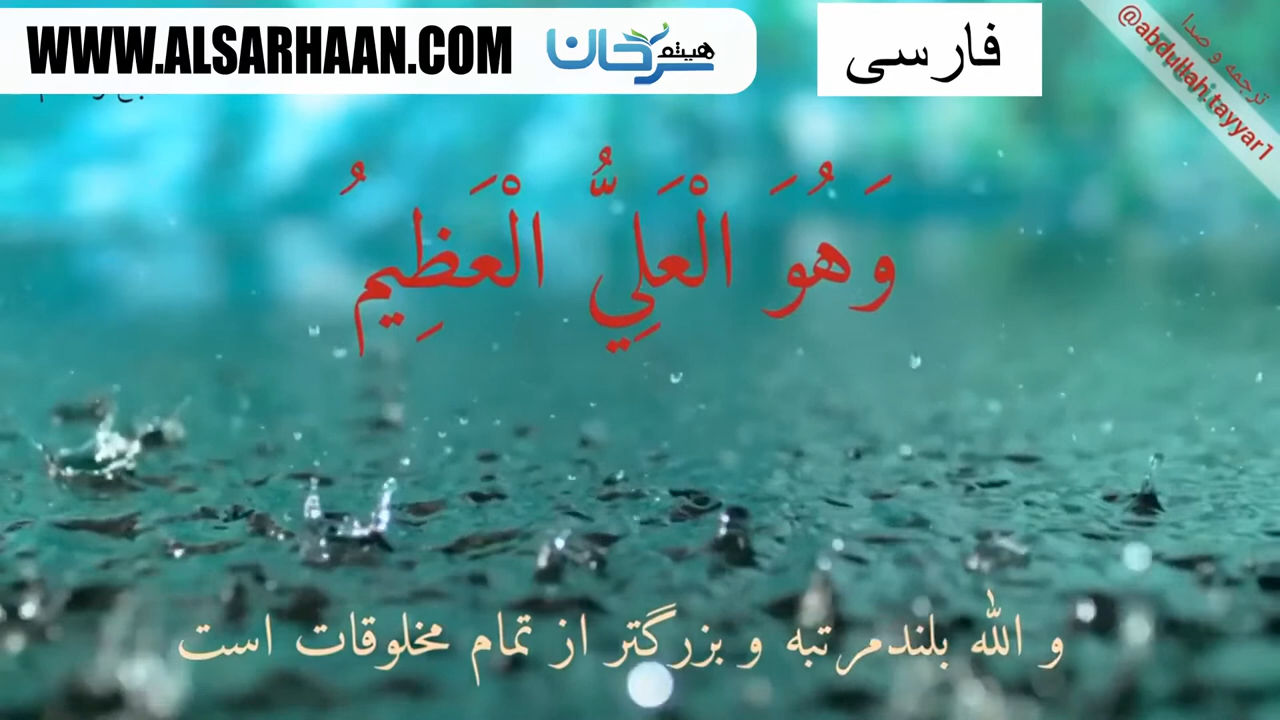 WWW.ALSARHAAN.COM
هيثم سرحان
فارسی
ترجمه و صدا
@abdullah.tayyar1
وَهُوَ الْعَلِيُّ الْعَظِيمُ
و الله بلندمرتبه و بزرگتر از تمام مخلوقات است